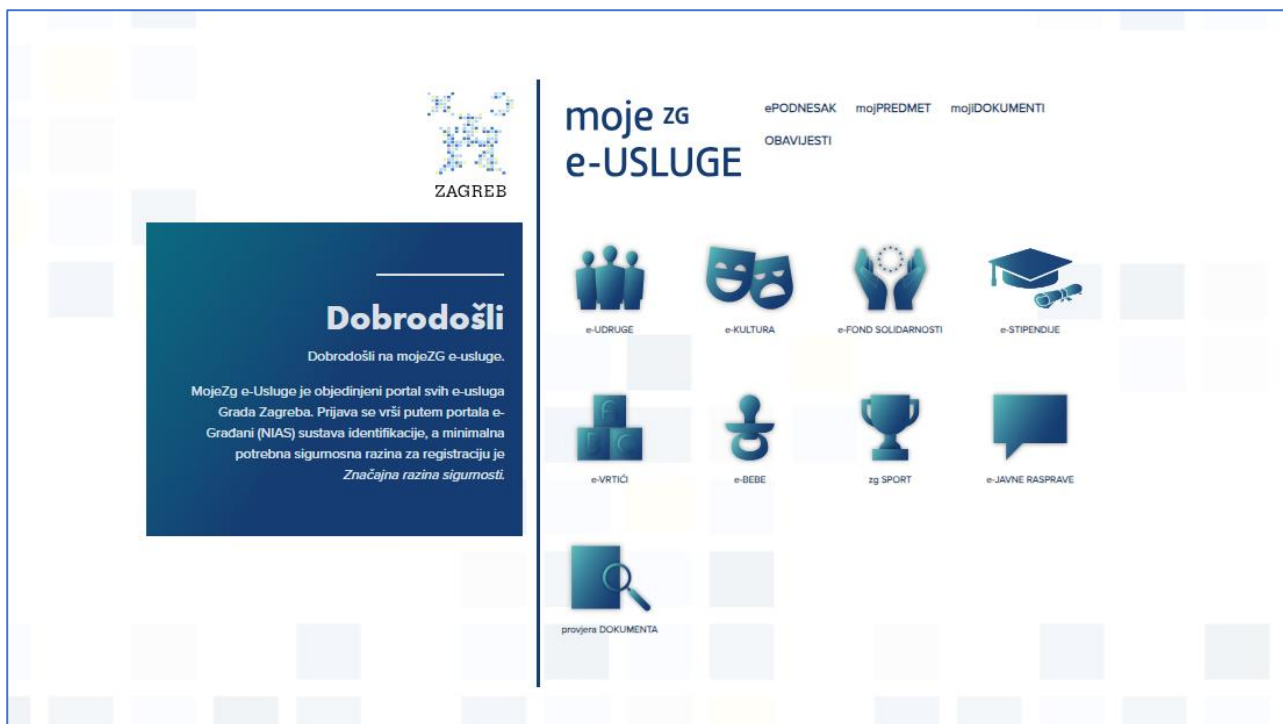 ZAGREB
Dobrodošli
Dobrodošli na mojeZG e-usluge.
MojeZg e-Usluge je objedinjeni portal svih e-usluga
Grada Zagreba. Prijava se vrši putem portala e-
Građani (NIAS) sustava identifikacije, a minimalna
potrebna sigurnosna razina za registraciju je
Značajna razina sigurnosti.
moje ZG
e-USLUGE
ePODNESAK mojPREDMET mojiDOKUMENTI
OBAVIJESTI
e-UDRUGE e-KULTURA e-FOND SOLIDARNOSTI e-STIPENDIJE
E
D C
e-VRTIĆI e-BEBE zg SPORT e-JAVNE RASPRAVE
provjera DOKUMENTA